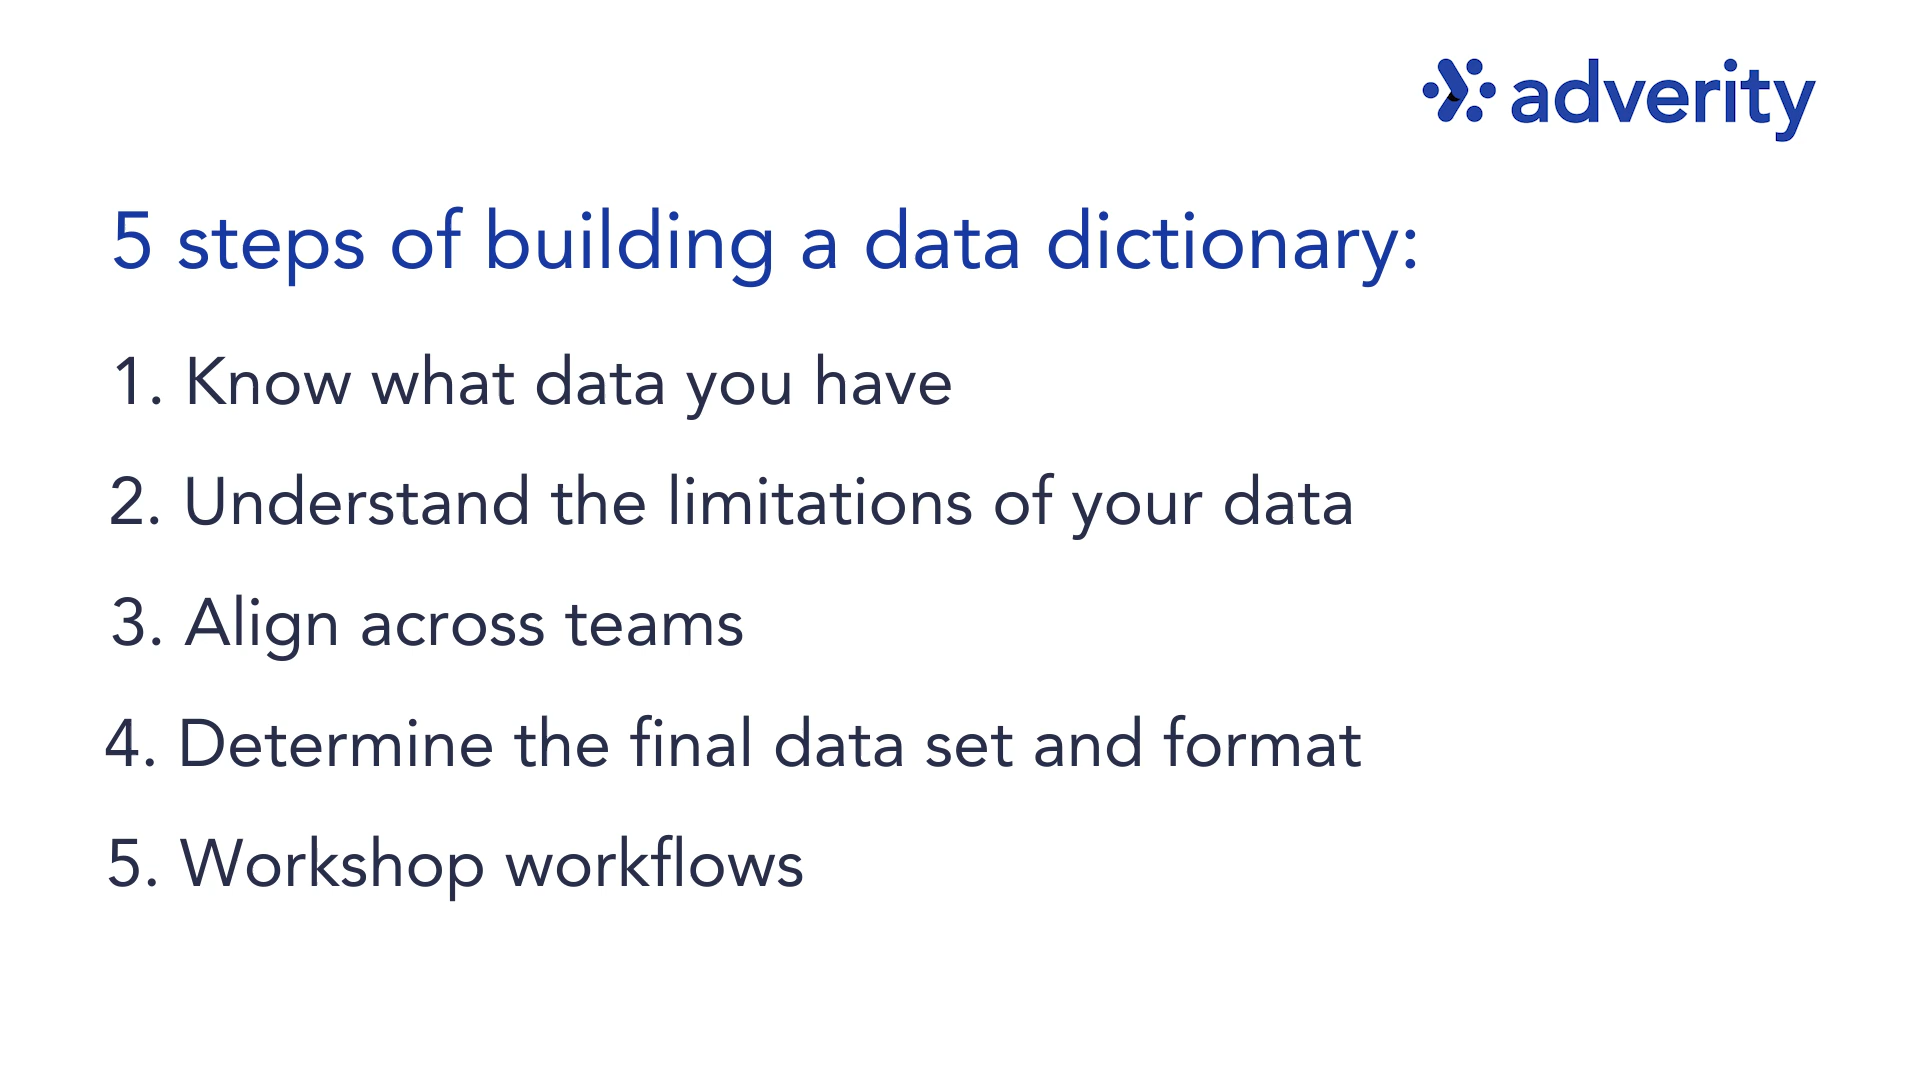 adverity
5 steps of building a data dictionary:
1. Know what data you have
2. Understand the limitations of your data
3. Align across teams
4. Determine the final data set and format
5. Workshop workflows